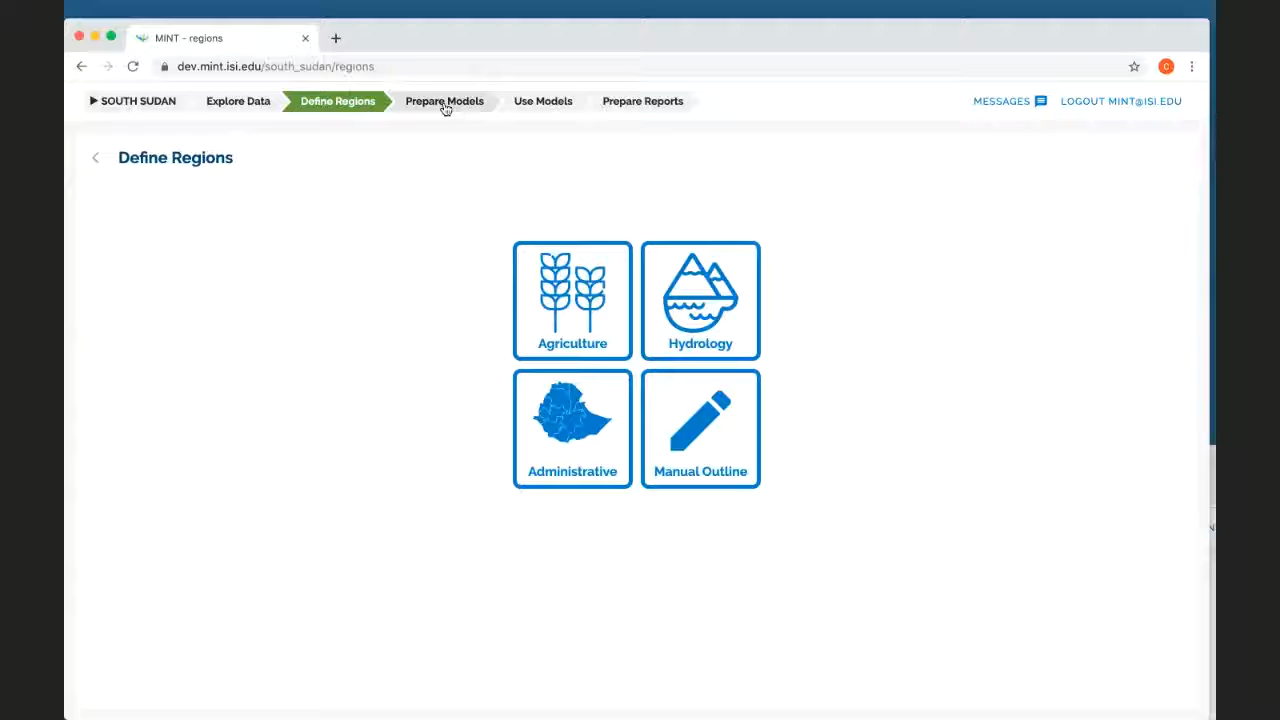 MINT - regions
dev.mint.isi.edu/south_sudan/regions
SOUTH SUDAN Explore Data Define Regions Prepare Models Use Models Prepare Reports MESSAGES LOGOUT MINT@ISI.EDU
Define Regions
Agriculture Hydrology
Administrative Manual Outline